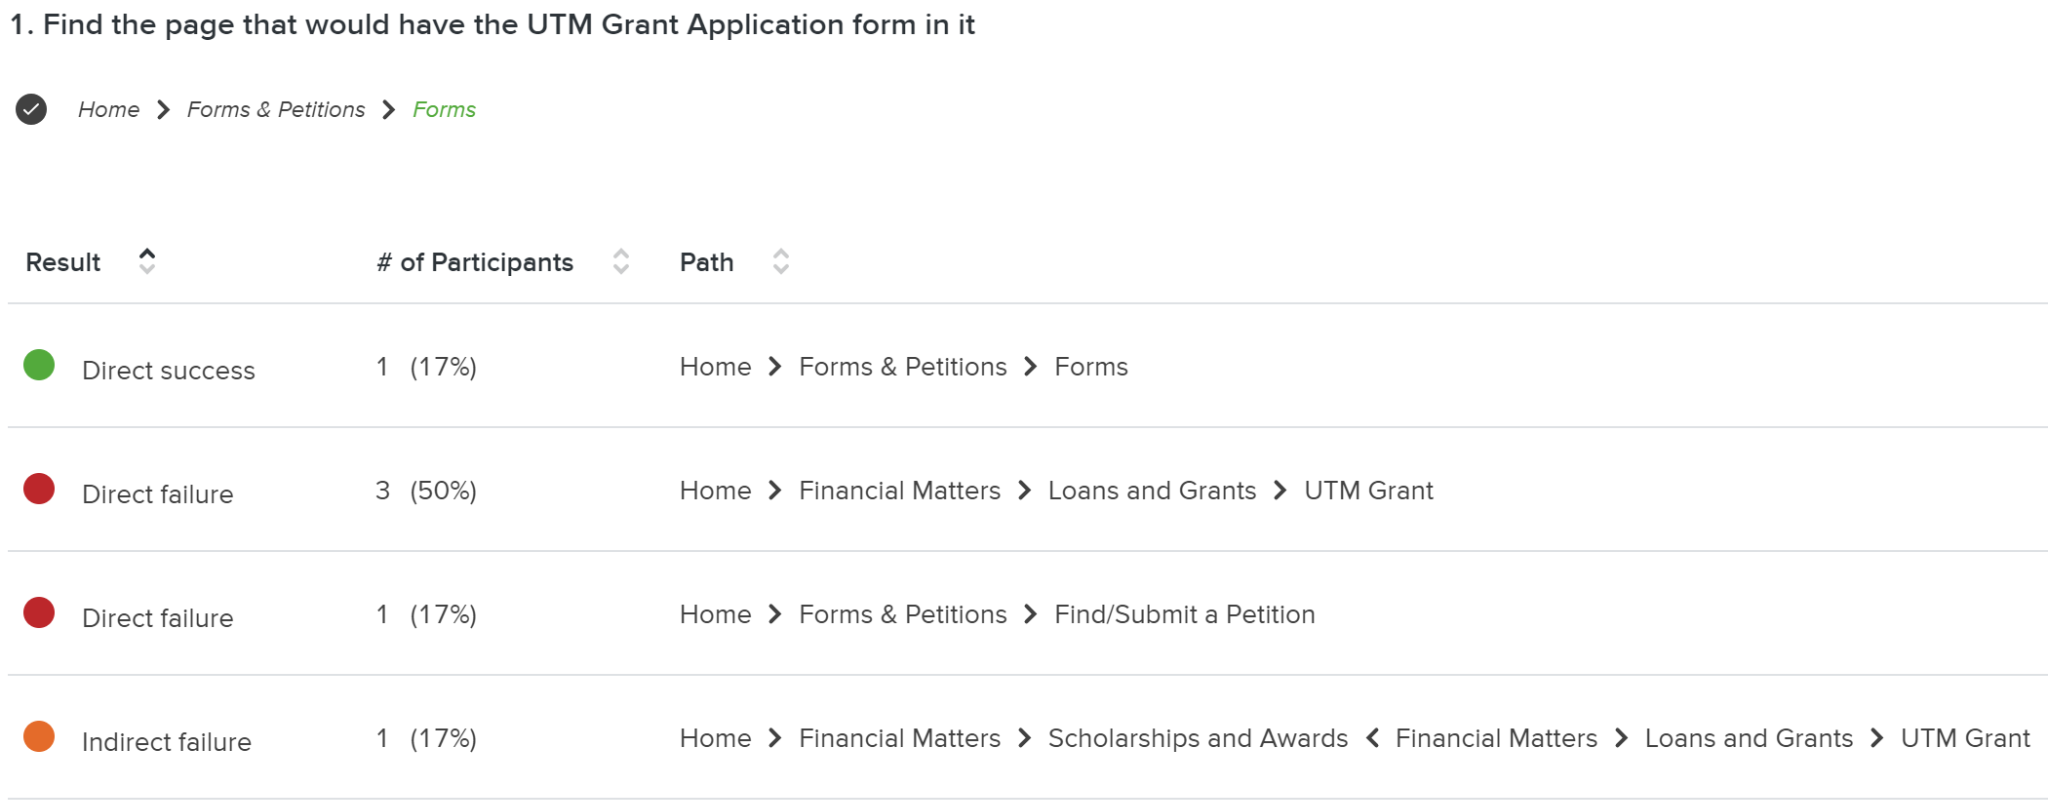 1. Find the page that would have the UTM Grant Application form in it
Home > Forms & Petitions > Forms
Result # of Participants Path
Direct success 1 (17%) Home > Forms & Petitions > Forms
Direct failure 3 (50%) Home > Financial Matters > Loans and Grants > UTM Grant
Direct failure 1 (17%) Home > Forms & Petitions > Find/Submit a Petition
Indirect failure 1 (17%) Home > Financial Matters > Scholarships and Awards < Financial Matters > Loans and Grants > UTM Grant